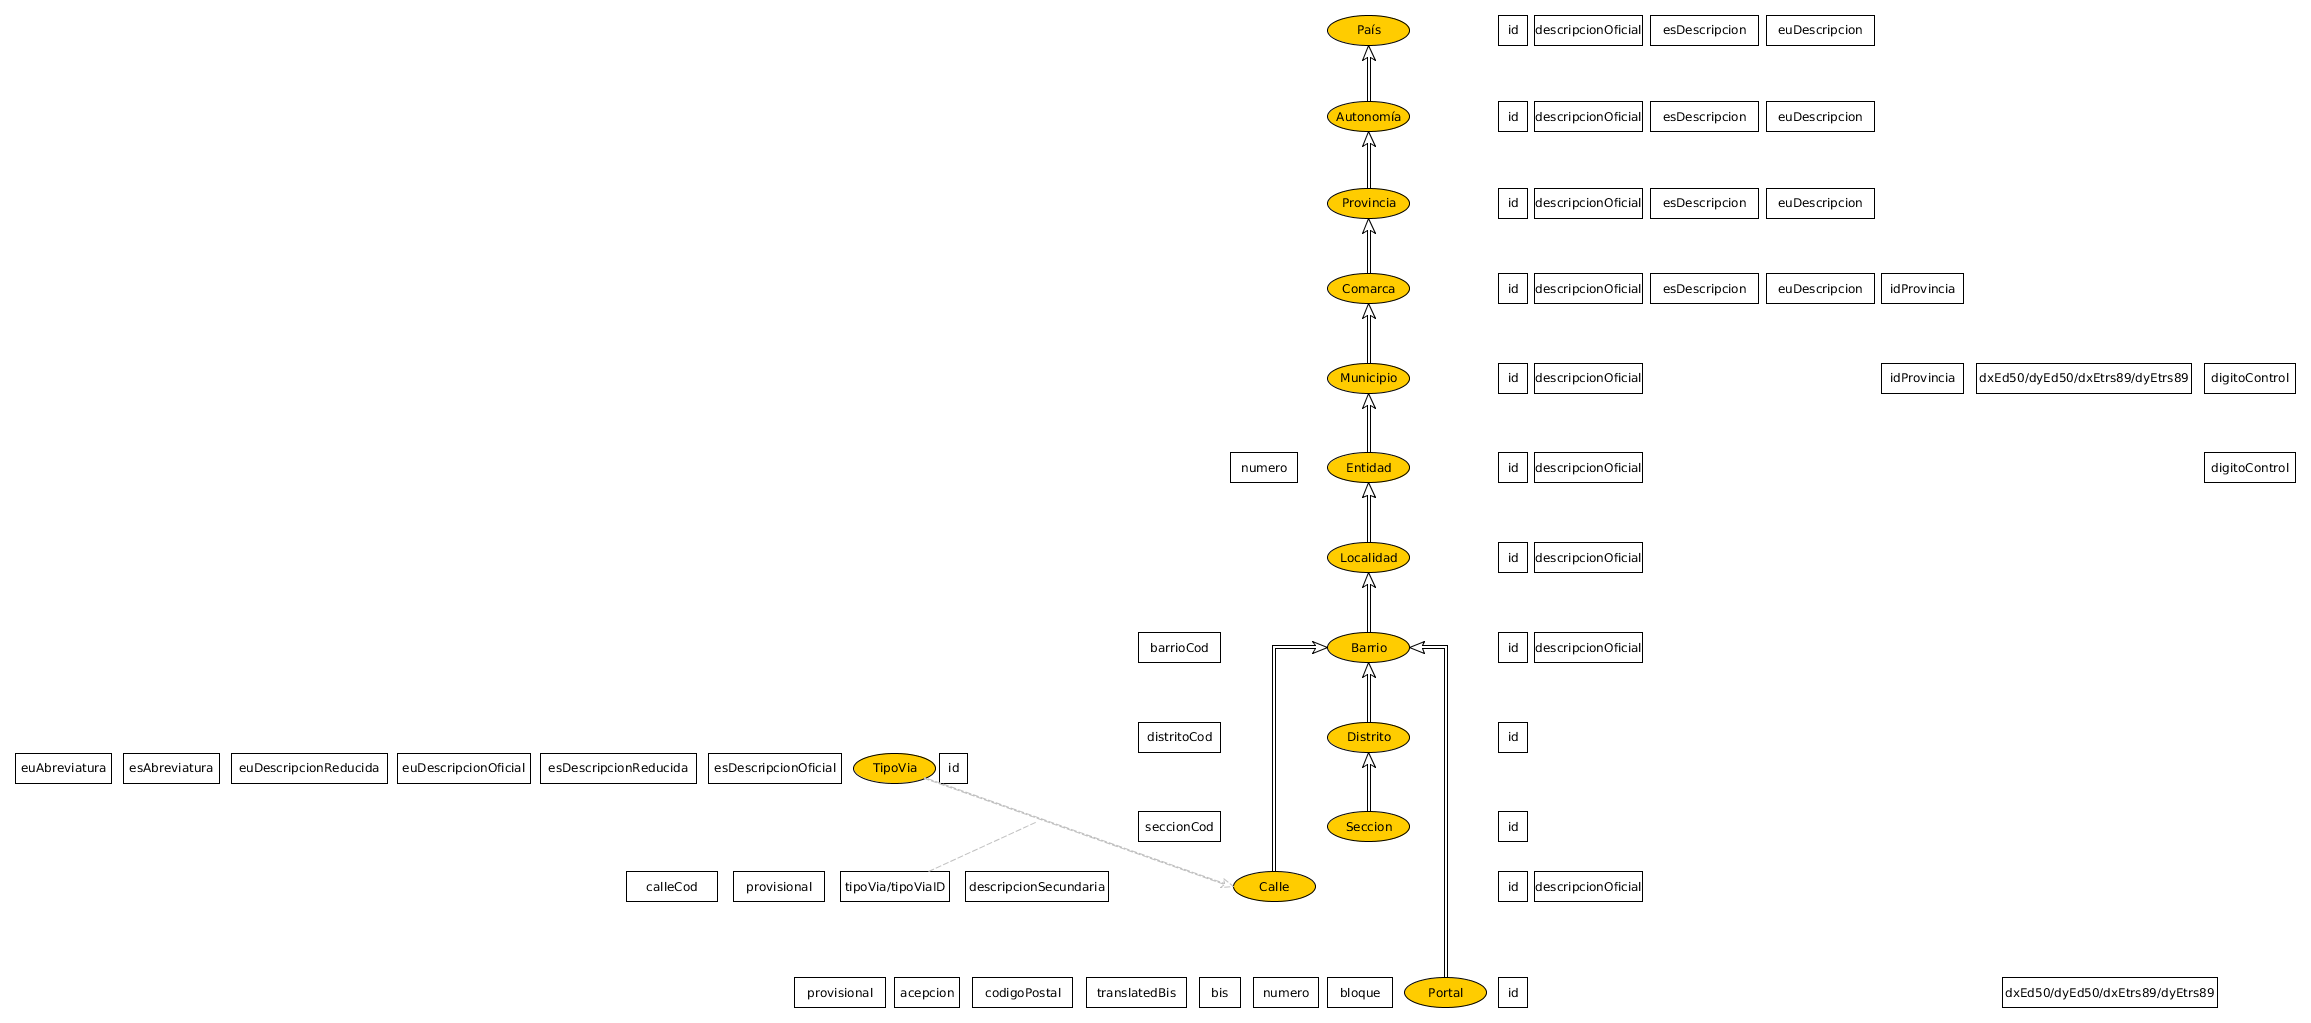 País id descripcionOficial esDescripcion euDescripcion
Autonomía id descripcionOficial esDescripcion euDescripcion
Provincia id descripcionOficial esDescripcion euDescripcion
Comarca id descripcionOficial esDescripcion euDescripcion idProvincia
Municipio id descripcionOficial idProvincia dxEd50/dyEd50/dxEtrs89/dyEtrs89 digitoControl
numero Entidad id descripcionOficial digitoControl
Localidad id descripcionOficial
barrioCod Barrio id descripcionOficial
distritoCod Distrito id
euAbreviatura esAbreviatura euDescripcionReducida euDescripcionOficial esDescripcionReducida esDescripcionOficial TipoVia id
seccionCod Seccion id
calleCod provisional tipoVia/tipoViaID descripcionSecundaria Calle id descripcionOficial
provisional acepcion codigoPostal translatedBis bis numero bloque Portal id dxEd50/dyEd50/dxEtrs89/dyEtrs89